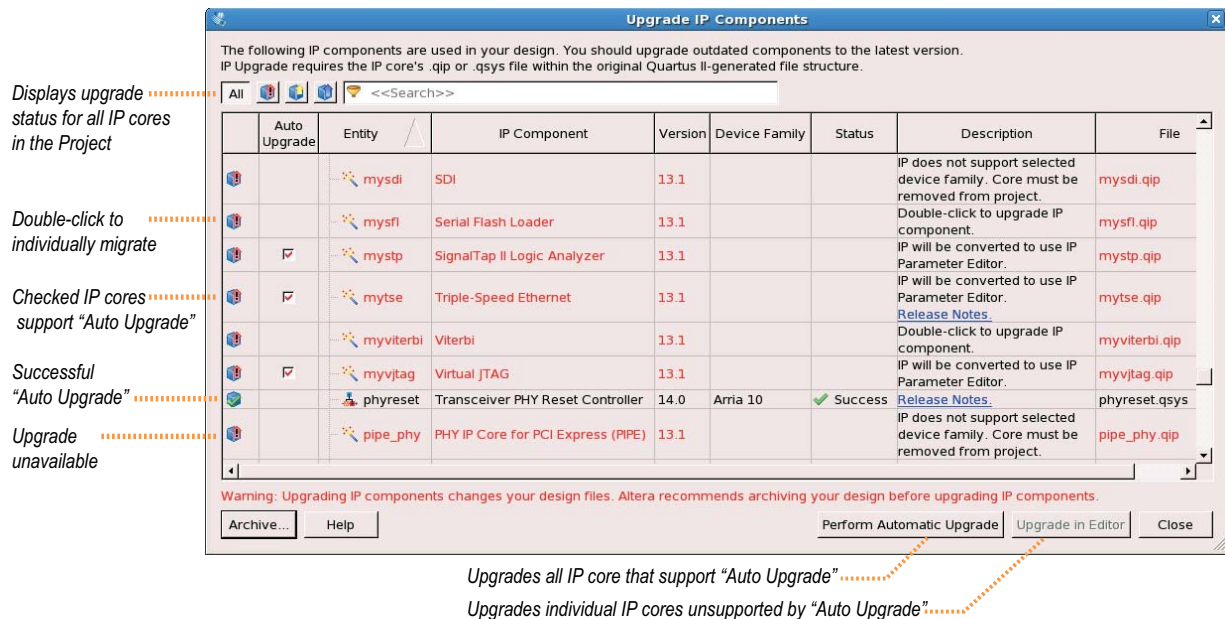 Upgrade IP Components
The following IP components are used in your design. You should upgrade outdated components to the latest version.
IP Upgrade requires the IP core's .qip or .qsys file within the original Quartus II-generated file structure.
Displays upgrade
status for all IP cores
in the Project
All <<Search>>
Auto Upgrade Entity IP Component Version Device Family Status Description File
mysdi SDI 13.1 IP does not support selected device family. Core must be removed from project. mysdi.qip
Double-click to
individually migrate
mysfl Serial Flash Loader 13.1 Double-click to upgrade IP component. mysfl.qip
mystp SignalTap II Logic Analyzer 13.1 IP will be converted to use IP Parameter Editor. mystp.qip
Checked IP cores
support “Auto Upgrade”
mytse Triple-Speed Ethernet 13.1 IP will be converted to use IP Parameter Editor. Release Notes. mytse.qip
myviterbi Viterbi 13.1 Double-click to upgrade IP component. myviterbi.qip
Successful
“Auto Upgrade”
myvjtag Virtual JTAG 13.1 IP will be converted to use IP Parameter Editor. myvjtag.qip
phyreset Transceiver PHY Reset Controller 14.0 Arria 10 Success Release Notes. phyreset.qsys
Upgrade
unavailable
pipe_phy PHY IP Core for PCI Express (PIPE) 13.1 IP does not support selected device family. Core must be removed from project. pipe_phy.qip
Warning: Upgrading IP components changes your design files. Altera recommends archiving your design before upgrading IP components.
Archive... Help Perform Automatic Upgrade Upgrade in Editor Close
Upgrades all IP core that support “Auto Upgrade”
Upgrades individual IP cores unsupported by “Auto Upgrade”